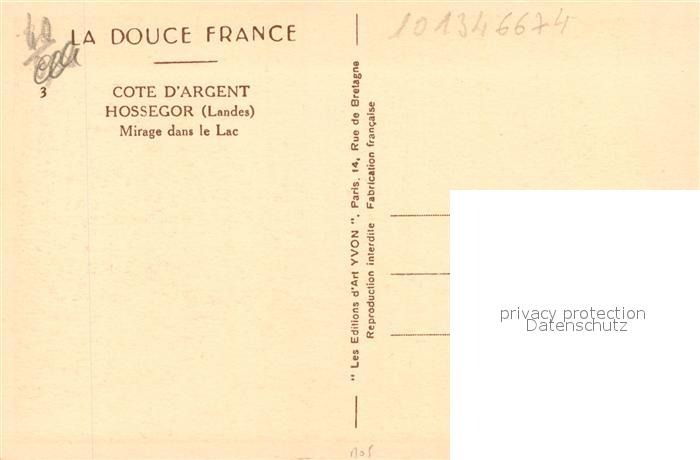 LA DOUCE FRANCE
3
COTE D'ARGENT
HOSSEGOR (Landes)
Mirage dans le Lac
101346674
" Les Editions d'Art YVON ", Paris, 14, Rue de Bretagne
Reproduction interdite Fabrication française
privacy protection
Datenschutz